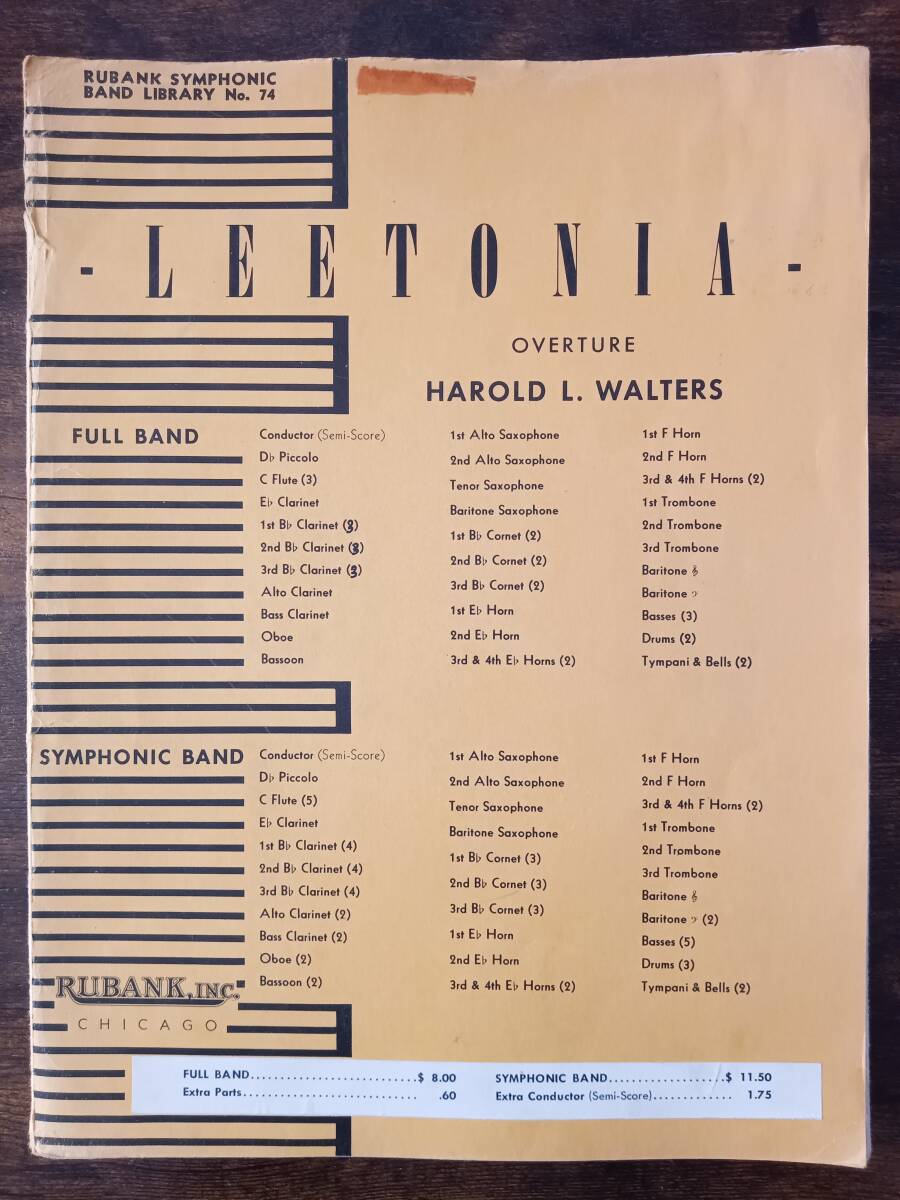 RUBANK SYMPHONIC
BAND LIBRARY No. 74
- LEETONIA -
OVERTURE
HAROLD L. WALTERS
FULL BAND
Conductor (Semi-Score)
D♭ Piccolo
C Flute (3)
E♭ Clarinet
1st B♭ Clarinet (3)
2nd B♭ Clarinet (3)
3rd B♭ Clarinet (3)
Alto Clarinet
Bass Clarinet
Oboe
Bassoon
1st Alto Saxophone
2nd Alto Saxophone
Tenor Saxophone
Baritone Saxophone
1st B♭ Cornet (2)
2nd B♭ Cornet (2)
3rd B♭ Cornet (2)
1st E♭ Horn
2nd E♭ Horn
3rd & 4th E♭ Horns (2)
1st F Horn
2nd F Horn
3rd & 4th F Horns (2)
1st Trombone
2nd Trombone
3rd Trombone
Baritone 𝄞
Baritone 𝄢
Basses (3)
Drums (2)
Tympani & Bells (2)
SYMPHONIC BAND
Conductor (Semi-Score)
D♭ Piccolo
C Flute (5)
E♭ Clarinet
1st B♭ Clarinet (4)
2nd B♭ Clarinet (4)
3rd B♭ Clarinet (4)
Alto Clarinet (2)
Bass Clarinet (2)
Oboe (2)
Bassoon (2)
1st Alto Saxophone
2nd Alto Saxophone
Tenor Saxophone
Baritone Saxophone
1st B♭ Cornet (3)
2nd B♭ Cornet (3)
3rd B♭ Cornet (3)
1st E♭ Horn
2nd E♭ Horn
3rd & 4th E♭ Horns (2)
1st F Horn
2nd F Horn
3rd & 4th F Horns (2)
1st Trombone
2nd Trombone
3rd Trombone
Baritone 𝄞
Baritone 𝄢 (2)
Basses (5)
Drums (3)
Tympani & Bells (2)
RUBANK, INC.
CHICAGO
FULL BAND............................$ 8.00
Extra Parts............................. .60
SYMPHONIC BAND...................$ 11.50
Extra Conductor (Semi-Score)............. 1.75